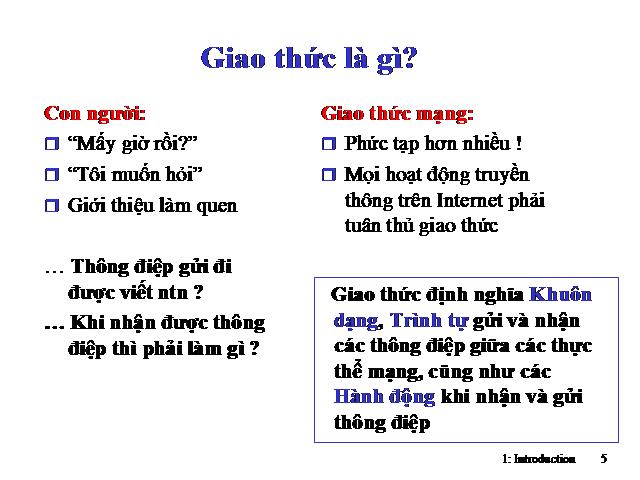 Giao thức là gì?
Con người:
“Mấy giờ rồi?”
“Tôi muốn hỏi”
Giới thiệu làm quen
… Thông điệp gửi đi
được viết ntn ?
… Khi nhận được thông
điệp thì phải làm gì ?
Giao thức mạng:
Phức tạp hơn nhiều !
Mọi hoạt động truyền
thông trên Internet phải
tuân thủ giao thức
Giao thức định nghĩa Khuôn
dạng, Trình tự gửi và nhận
các thông điệp giữa các thực
thể mạng, cũng như các
Hành động khi nhận và gửi
thông điệp
1: Introduction 5